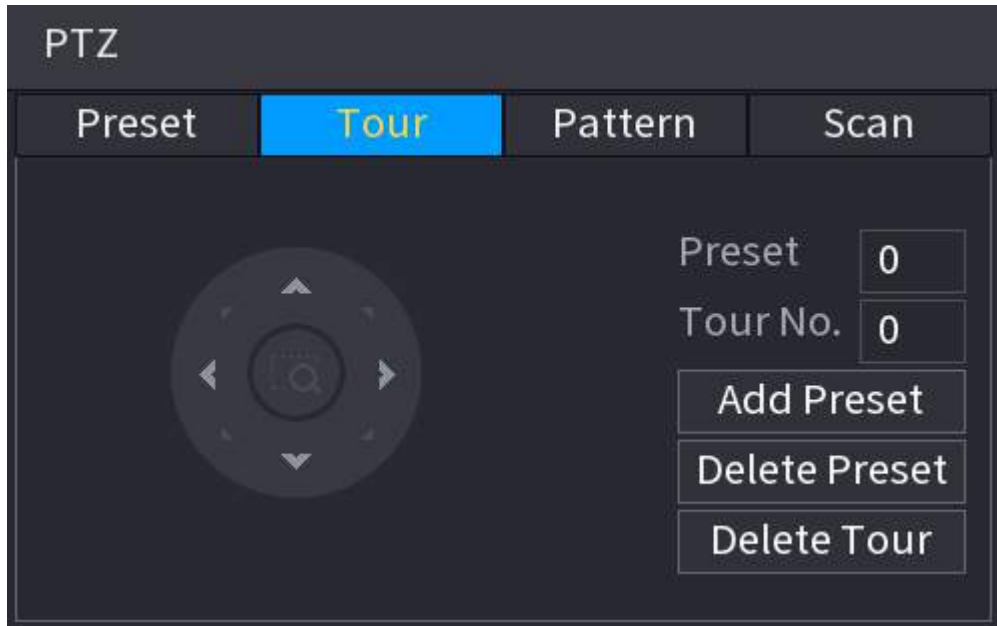 PTZ
Preset Tour Pattern Scan
Preset 0
Tour No. 0
Add Preset
Delete Preset
Delete Tour